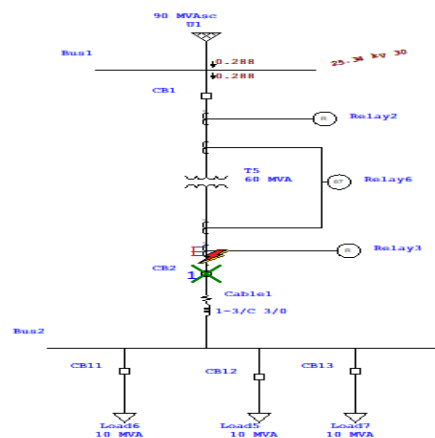 90 MVAsc
U1
Bus1
0.288
0.288
25.34 kV 30
CB1
R
Relay2
T5
60 MVA
87
Relay6
R
Relay3
CB2
1
Cable1
1-3/C 3/0
Bus2
CB11
CB12
CB13
Load6
Load5
Load7
10 MVA
10 MVA
10 MVA